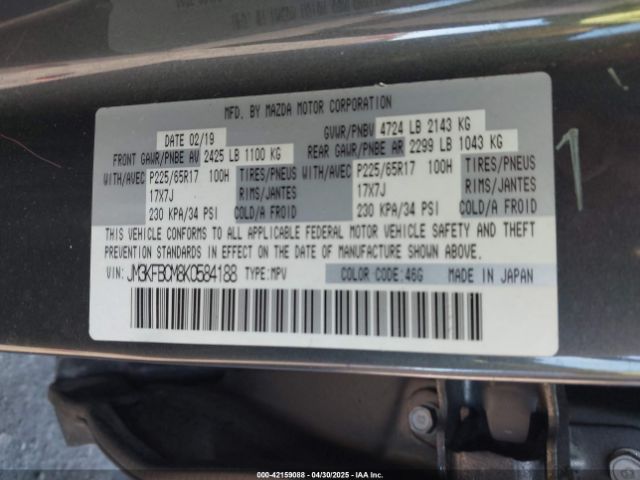 MFD. BY MAZDA MOTOR CORPORATION
DATE 02/19 GVWR/PNBV 4724 LB 2143 KG
FRONT GAWR/PNBE AV 2425 LB 1100 KG REAR GAWR/PNBE AR 2299 LB 1043 KG
WITH/AVEC P225/65R17 100H TIRES/PNEUS WITH/AVEC P225/65R17 100H TIRES/PNEUS
17X7J RIMS/JANTES 17X7J RIMS/JANTES
230 KPA/34 PSI COLD/A FROID 230 KPA/34 PSI COLD/A FROID
THIS VEHICLE CONFORMS TO ALL APPLICABLE FEDERAL MOTOR VEHICLE SAFETY AND THEFT
PREVENTION STANDARDS IN EFFECT ON THE DATE OF MANUFACTURE SHOWN ABOVE.
VIN: JM3KFBCM8K0584188 TYPE:MPV COLOR CODE:46G MADE IN JAPAN
000-42159088 - 04/30/2025 - IAA Inc.